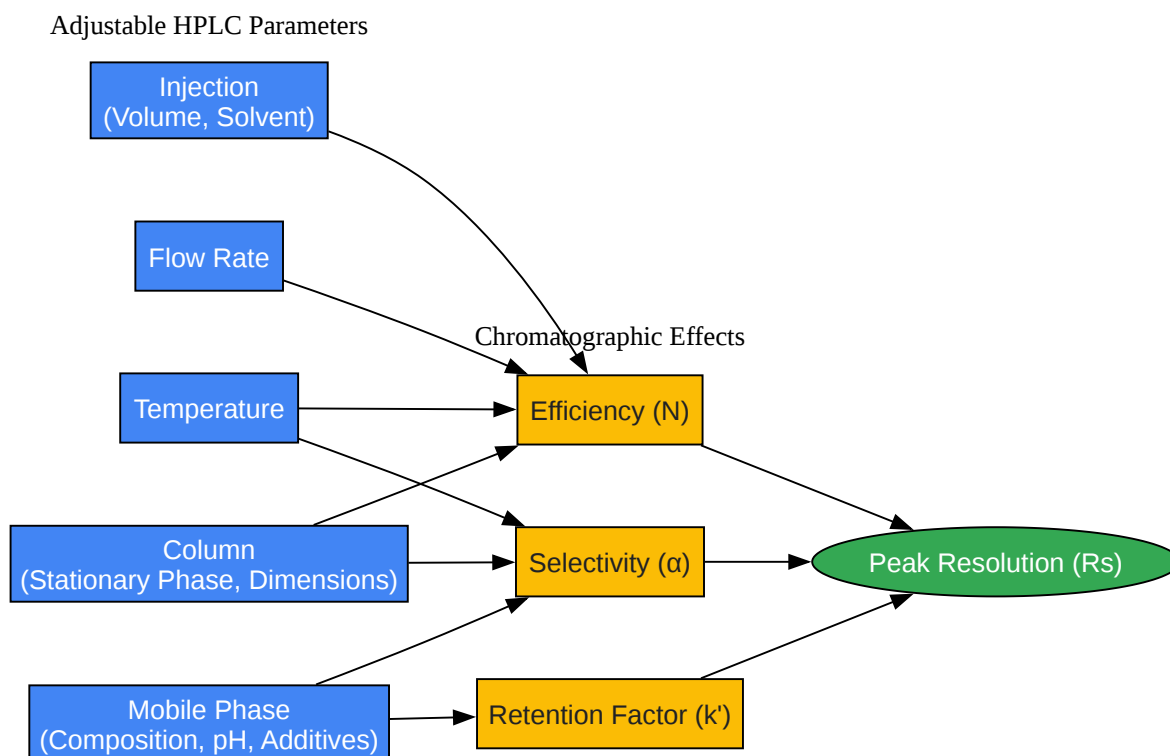 Adjustable HPLC Parameters
Injection
(Volume, Solvent)
Flow Rate
Chromatographic Effects
Temperature
Efficiency (N)
Column
(Stationary Phase, Dimensions)
Selectivity (α)
Peak Resolution (Rs)
Mobile Phase
(Composition, pH, Additives)
Retention Factor (k')